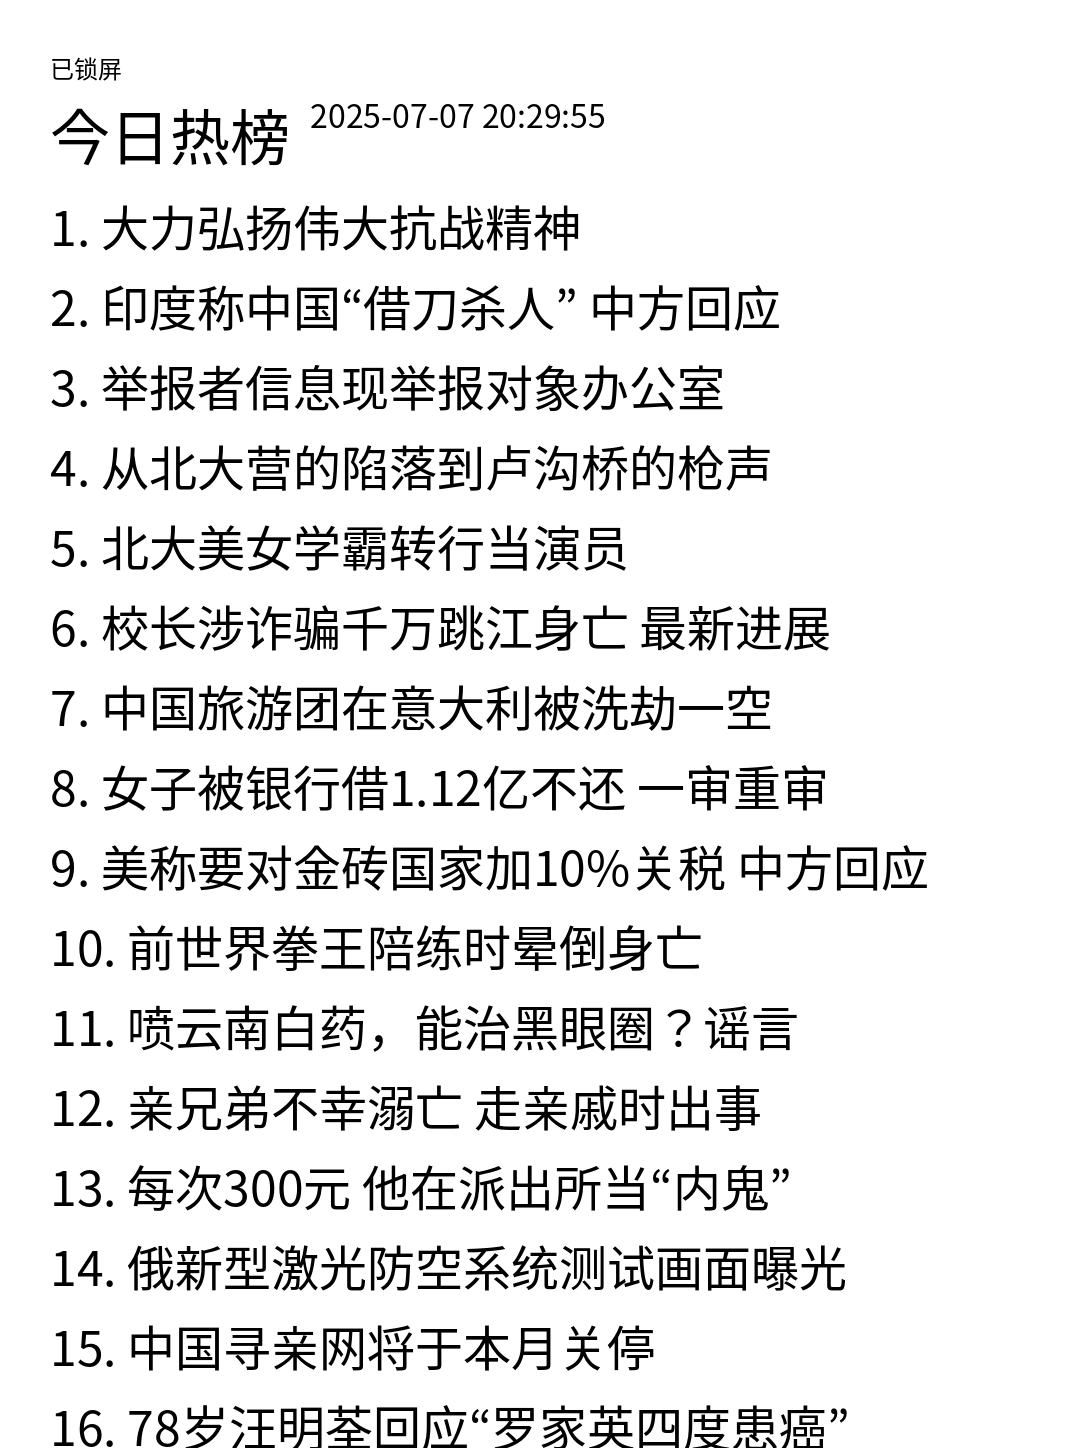 已锁屏
今日热榜 2025-07-07 20:29:55
1. 大力弘扬伟大抗战精神
2. 印度称中国“借刀杀人” 中方回应
3. 举报者信息现举报对象办公室
4. 从北大营的陷落到卢沟桥的枪声
5. 北大美女学霸转行当演员
6. 校长涉诈骗千万跳江身亡 最新进展
7. 中国旅游团在意大利被洗劫一空
8. 女子被银行借1.12亿不还 一审重审
9. 美称要对金砖国家加10%关税 中方回应
10. 前世界拳王陪练时晕倒身亡
11. 喷云南白药，能治黑眼圈？谣言
12. 亲兄弟不幸溺亡 走亲戚时出事
13. 每次300元 他在派出所当“内鬼”
14. 俄新型激光防空系统测试画面曝光
15. 中国寻亲网将于本月关停
16. 78岁汪明荃回应“罗家英四度患癌”